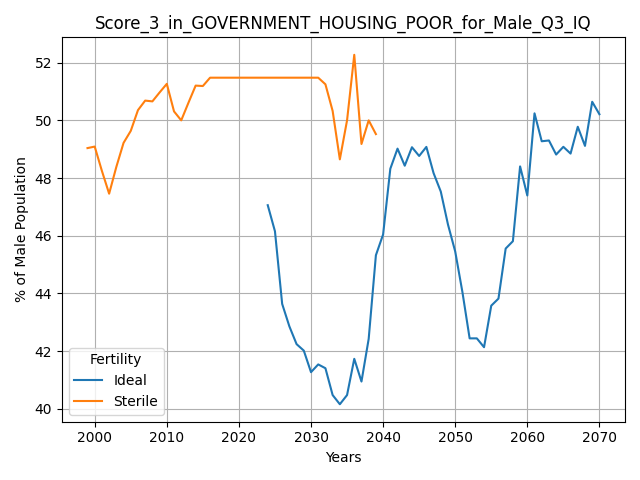 Score_3_in_GOVERNMENT_HOUSING_POOR_for_Male_Q3_IQ
% of Male Population
52
50
48
46
44
42
40
Fertility
Ideal
Sterile
2000 2010 2020 2030 2040 2050 2060 2070
Years